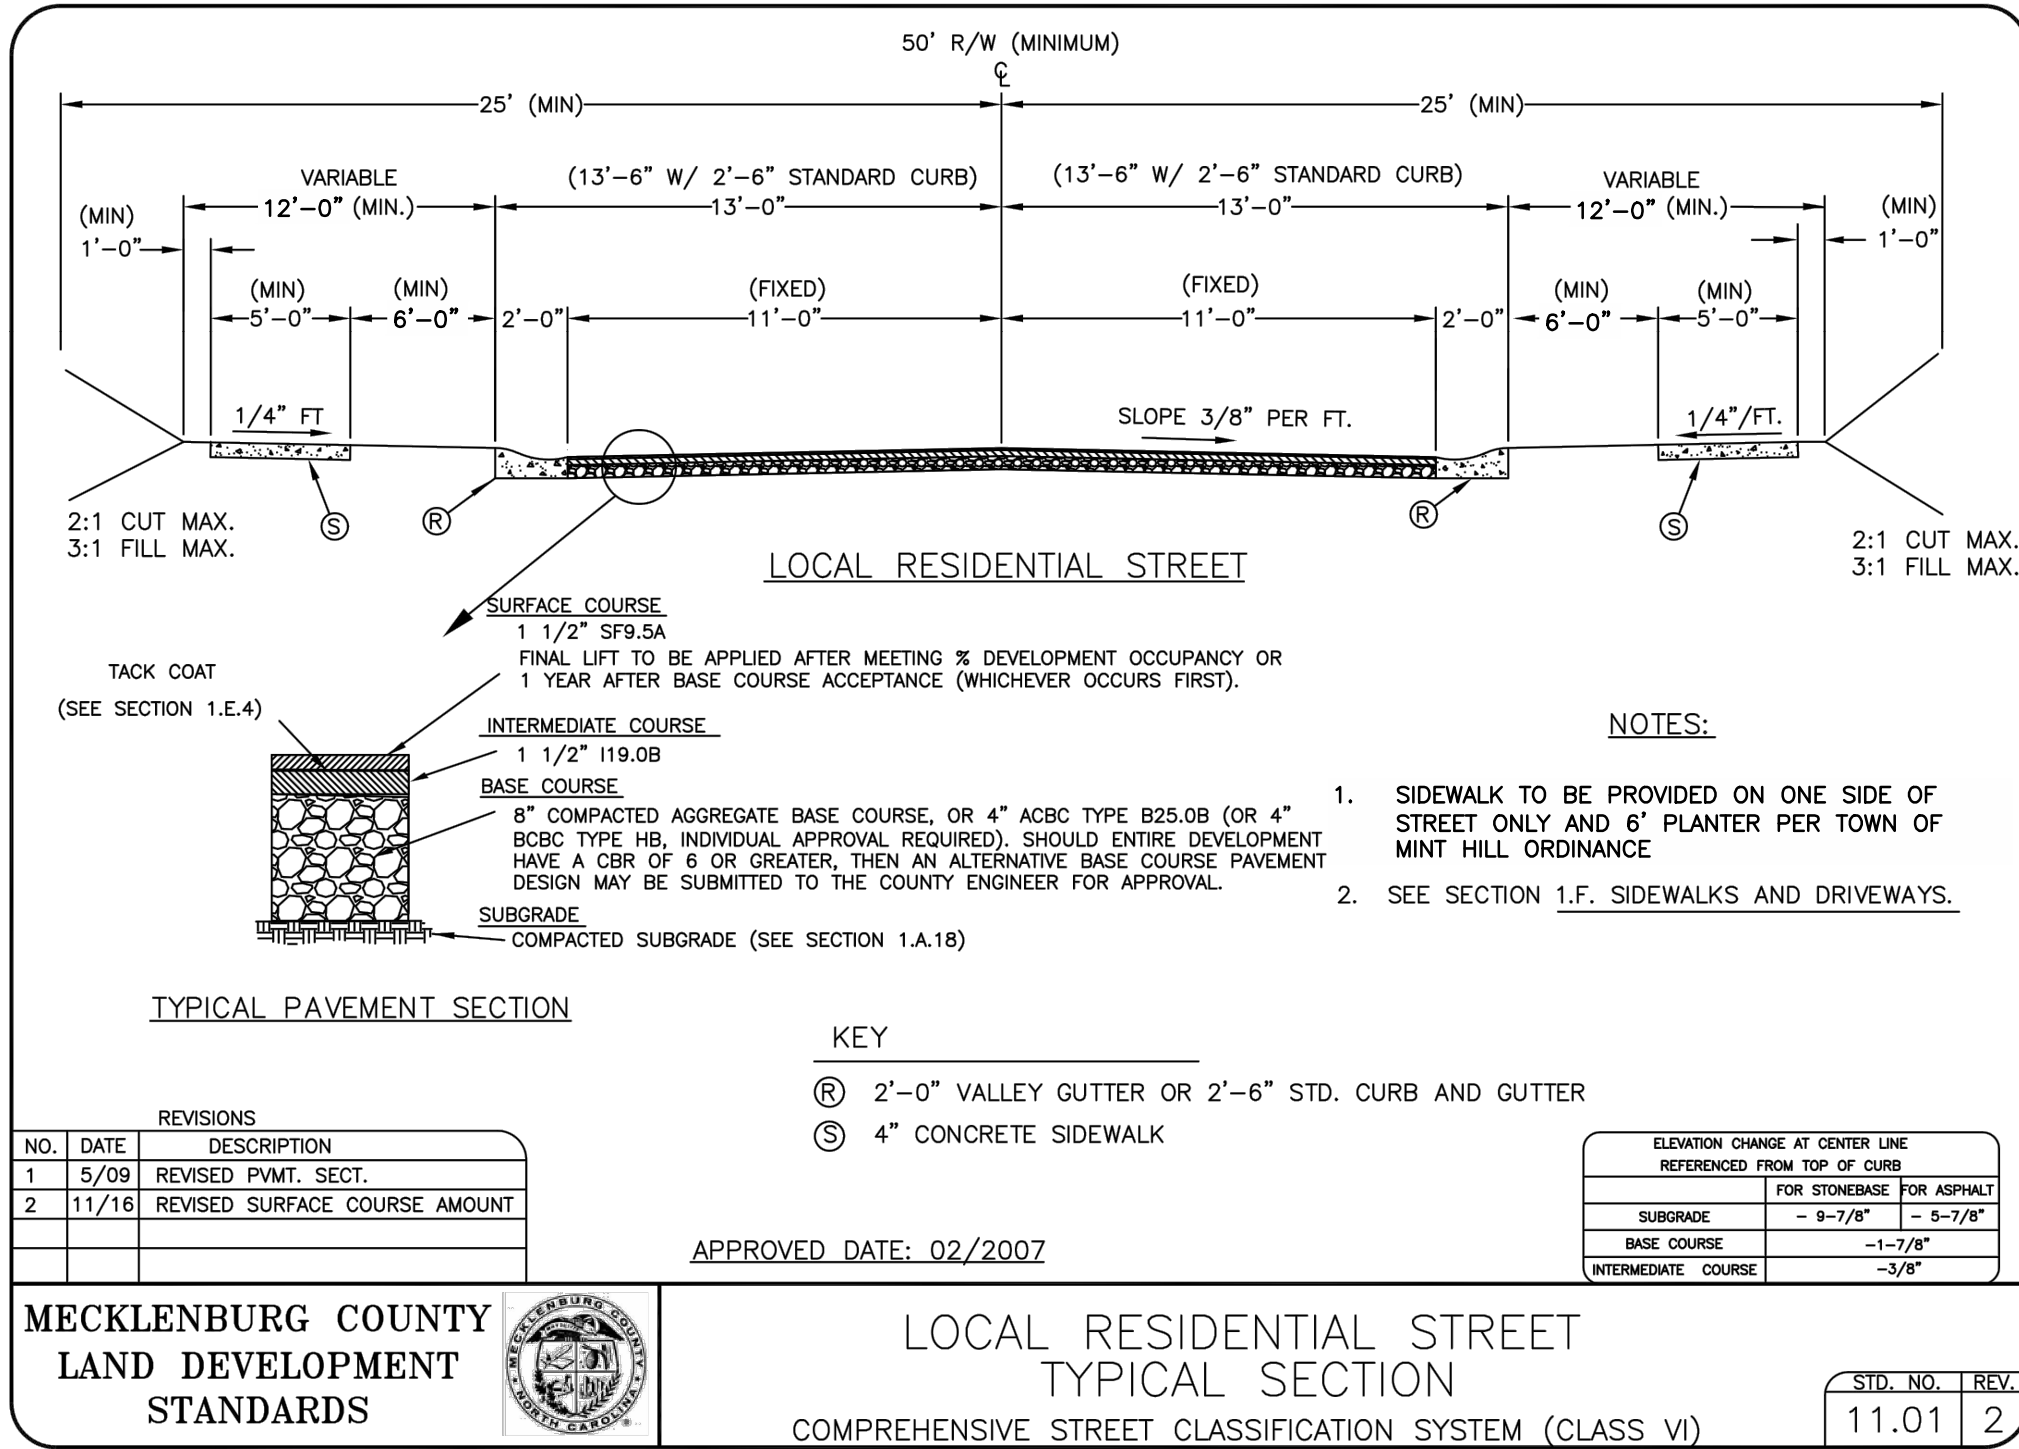 50' R/W (MINIMUM)
℄
25' (MIN)
25' (MIN)
VARIABLE
12'-0" (MIN.)
(13'-6" W/ 2'-6" STANDARD CURB)
13'-0"
(13'-6" W/ 2'-6" STANDARD CURB)
13'-0"
VARIABLE
12'-0" (MIN.)
(MIN)
1'-0"
(MIN)
1'-0"
(MIN)
5'-0"
(MIN)
6'-0"
2'-0"
(FIXED)
11'-0"
(FIXED)
11'-0"
2'-0"
(MIN)
6'-0"
(MIN)
5'-0"
1/4" FT
SLOPE 3/8" PER FT.
1/4"/FT.
2:1 CUT MAX.
3:1 FILL MAX.
S
R
R
S
2:1 CUT MAX.
3:1 FILL MAX.
LOCAL RESIDENTIAL STREET
SURFACE COURSE
1 1/2" SF9.5A
FINAL LIFT TO BE APPLIED AFTER MEETING % DEVELOPMENT OCCUPANCY OR
1 YEAR AFTER BASE COURSE ACCEPTANCE (WHICHEVER OCCURS FIRST).
TACK COAT
(SEE SECTION 1.E.4)
INTERMEDIATE COURSE
1 1/2" I19.0B
BASE COURSE
8" COMPACTED AGGREGATE BASE COURSE, OR 4" ACBC TYPE B25.0B (OR 4"
BCBC TYPE HB, INDIVIDUAL APPROVAL REQUIRED). SHOULD ENTIRE DEVELOPMENT
HAVE A CBR OF 6 OR GREATER, THEN AN ALTERNATIVE BASE COURSE PAVEMENT
DESIGN MAY BE SUBMITTED TO THE COUNTY ENGINEER FOR APPROVAL.
SUBGRADE
COMPACTED SUBGRADE (SEE SECTION 1.A.18)
TYPICAL PAVEMENT SECTION
NOTES:
1. SIDEWALK TO BE PROVIDED ON ONE SIDE OF
STREET ONLY AND 6' PLANTER PER TOWN OF
MINT HILL ORDINANCE
2. SEE SECTION 1.F. SIDEWALKS AND DRIVEWAYS.
KEY
R 2'-0" VALLEY GUTTER OR 2'-6" STD. CURB AND GUTTER
S 4" CONCRETE SIDEWALK
REVISIONS
NO. DATE DESCRIPTION
1 5/09 REVISED PVMT. SECT.
2 11/16 REVISED SURFACE COURSE AMOUNT
APPROVED DATE: 02/2007
ELEVATION CHANGE AT CENTER LINE
REFERENCED FROM TOP OF CURB
FOR STONEBASE FOR ASPHALT
SUBGRADE - 9-7/8" - 5-7/8"
BASE COURSE -1-7/8"
INTERMEDIATE COURSE -3/8"
MECKLENBURG COUNTY
LAND DEVELOPMENT
STANDARDS
MECKLENBURG COUNTY
NORTH CAROLINA
LOCAL RESIDENTIAL STREET
TYPICAL SECTION
COMPREHENSIVE STREET CLASSIFICATION SYSTEM (CLASS VI)
STD. NO. REV.
11.01 2